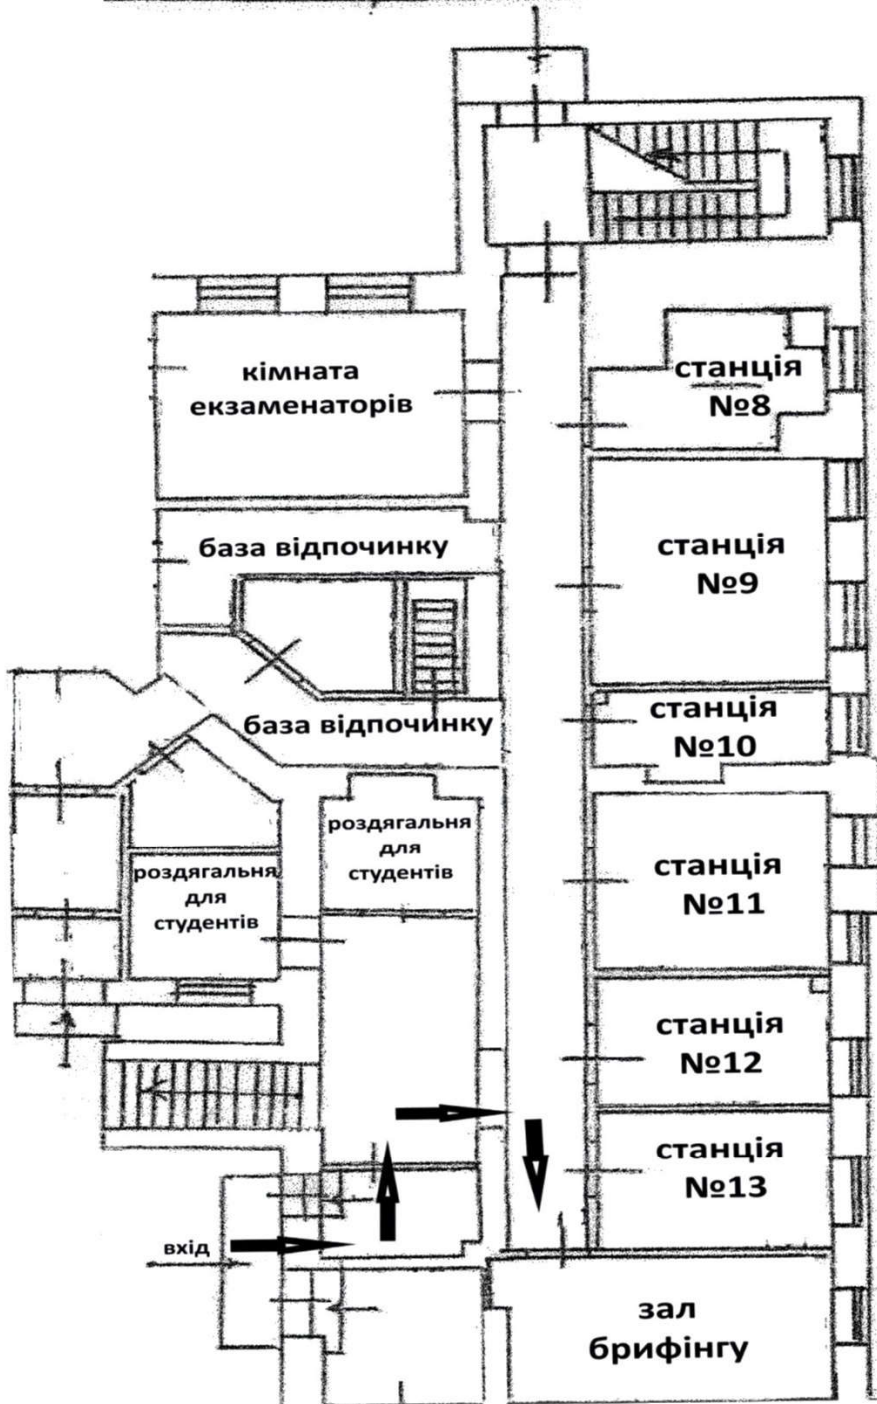 станція
№8
кімната
екзаменаторів
база відпочинку
станція
№9
база відпочинку
станція
№10
роздягальня
для
студентів
роздягальня
для
студентів
станція
№11
станція
№12
станція
№13
вхід
зал
брифінгу